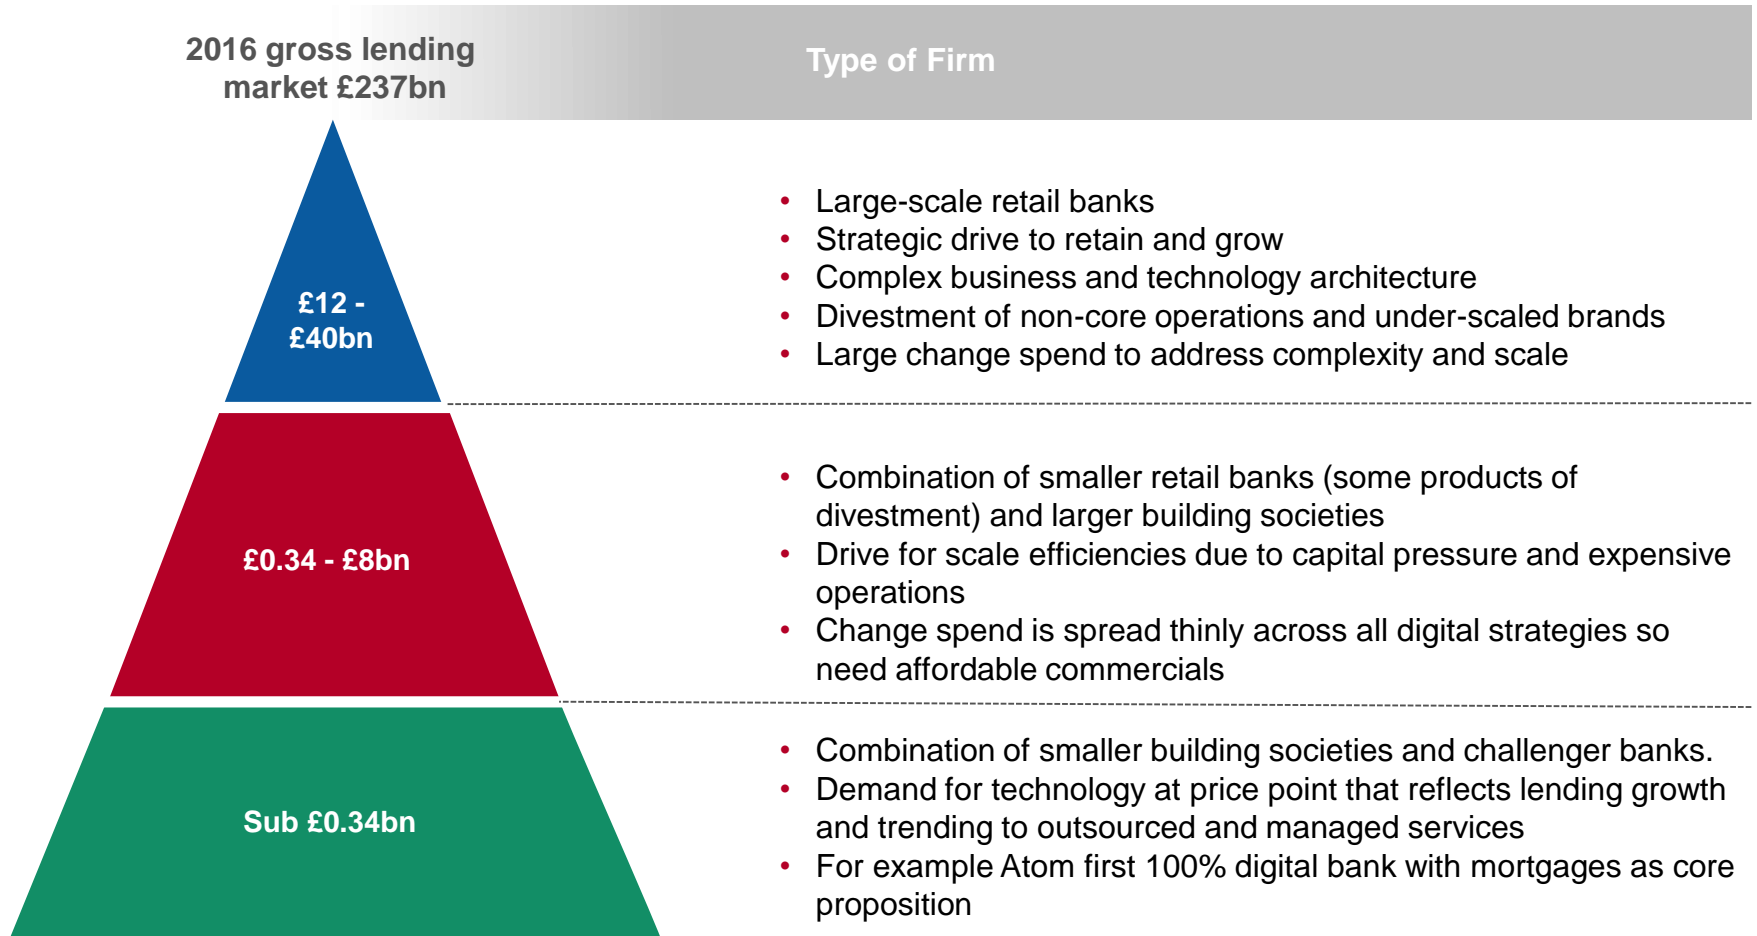 2016 gross lending
market £237bn
Type of Firm
£12 -
£40bn
• Large-scale retail banks
• Strategic drive to retain and grow
• Complex business and technology architecture
• Divestment of non-core operations and under-scaled brands
• Large change spend to address complexity and scale
£0.34 - £8bn
• Combination of smaller retail banks (some products of
divestment) and larger building societies
• Drive for scale efficiencies due to capital pressure and expensive
operations
• Change spend is spread thinly across all digital strategies so
need affordable commercials
Sub £0.34bn
• Combination of smaller building societies and challenger banks.
• Demand for technology at price point that reflects lending growth
and trending to outsourced and managed services
• For example Atom first 100% digital bank with mortgages as core
proposition